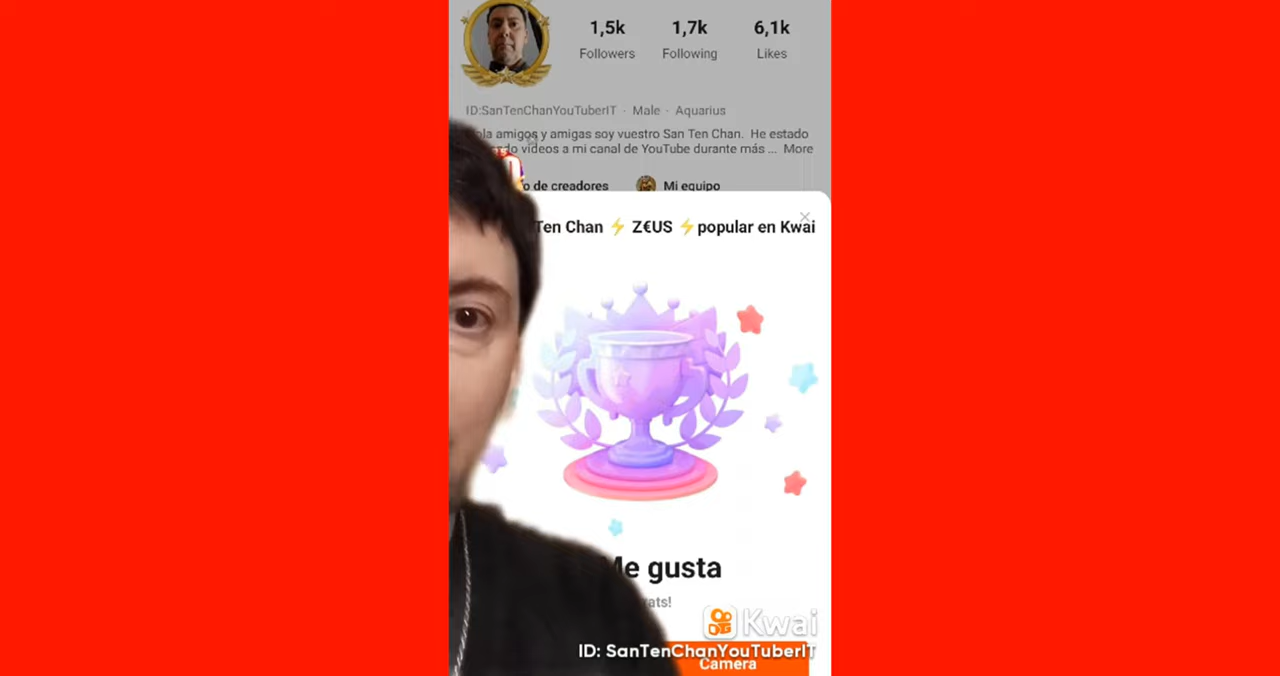 1,5k 1,7k 6,1k
Followers Following Likes
ID:SanTenChanYouTuberIT · Male · Aquarius
amigos y amigas soy vuestro San Ten Chan. He estado
vídeos a mi canal de YouTube durante más ... More
de creadores Mi equipo
Ten Chan ⚡ Z€US ⚡popular en Kwai
Me gusta
Kwai
ID: SanTenChanYouTuberIT
Camera